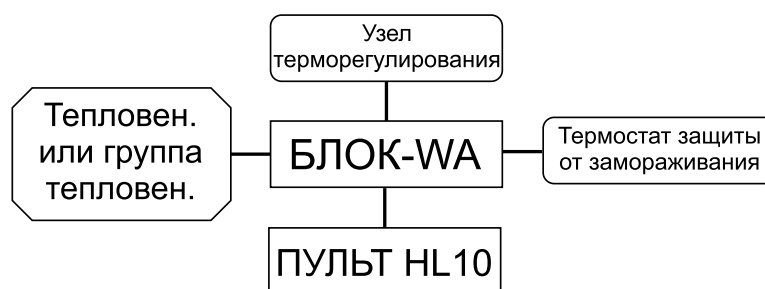 Узел
терморегулирования
Тепловен.
или группа
тепловен.
БЛОК-WA
Термостат защиты
от замораживания
ПУЛЬТ HL10